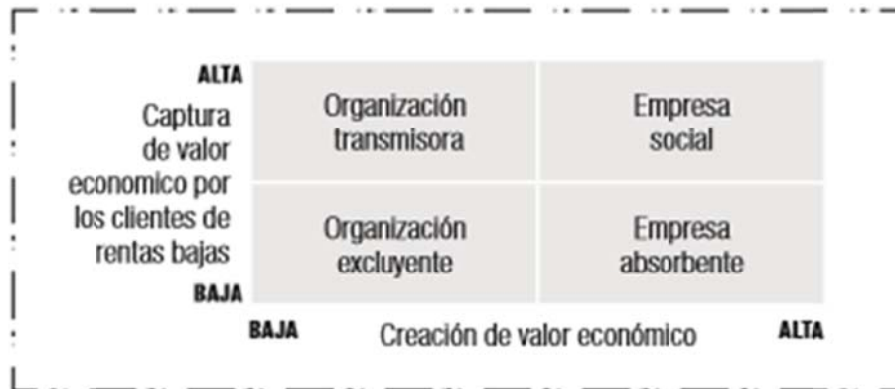 ALTA
Captura
de valor
economico por
los clientes de
rentas bajas
BAJA
Organización
transmisora
Empresa
social
Organización
excluyente
Empresa
absorbente
BAJA
Creación de valor económico
ALTA